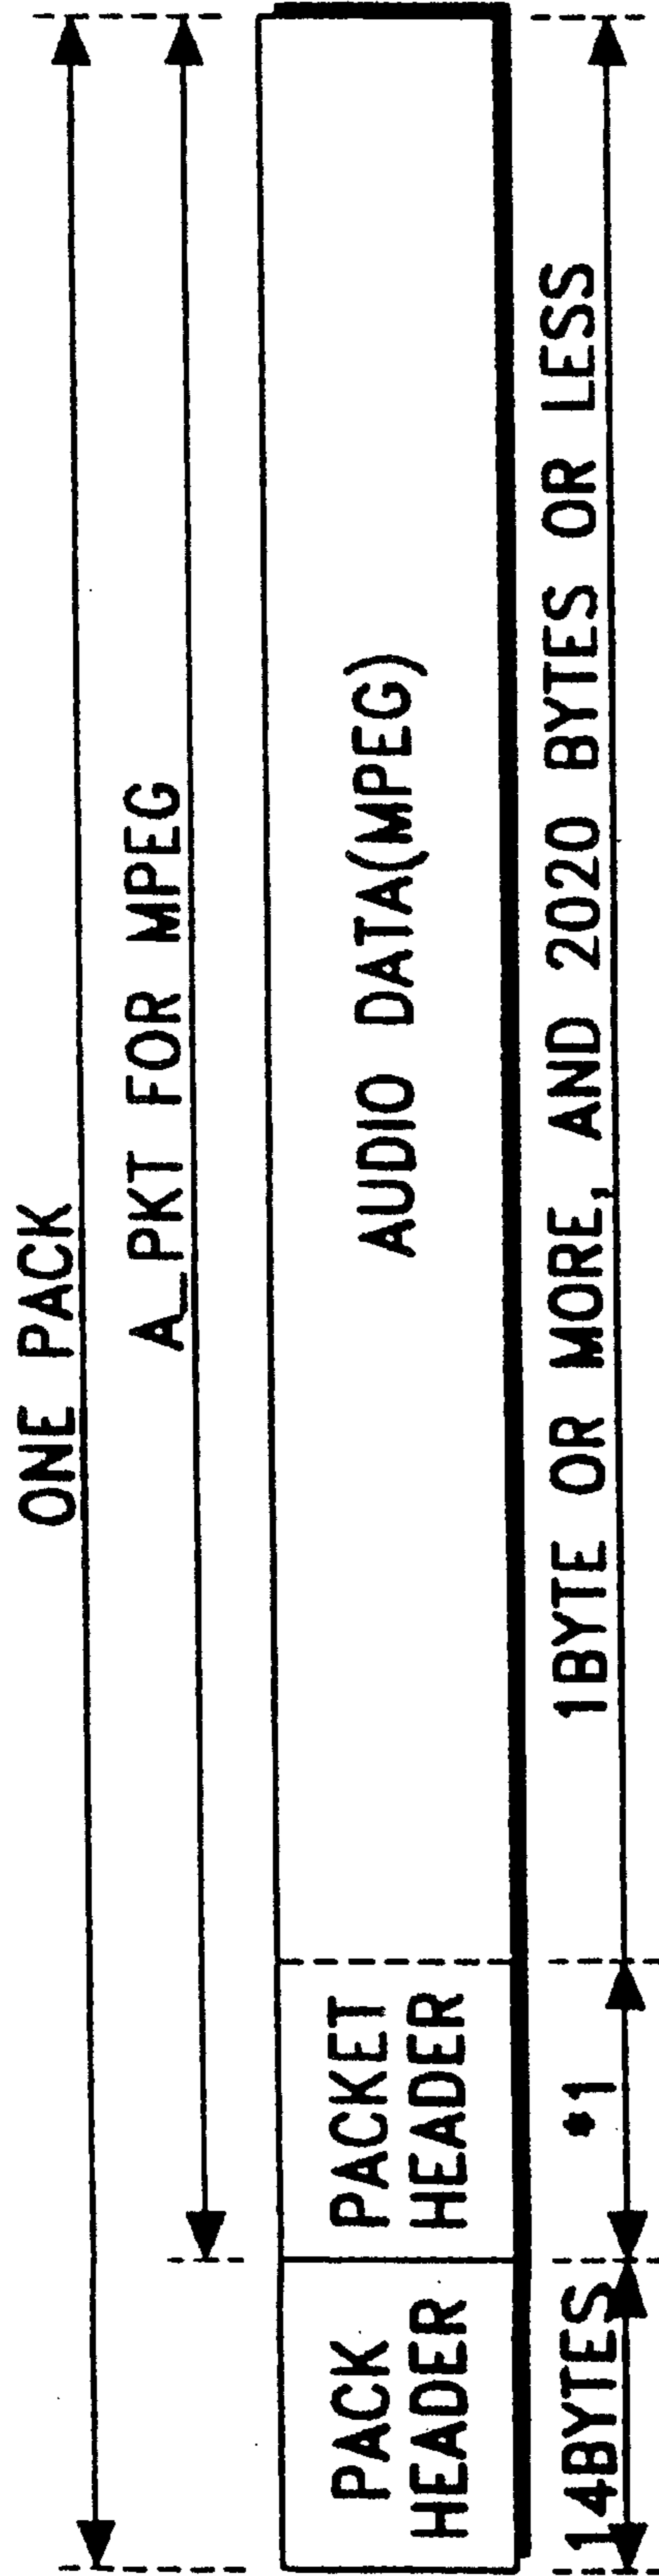 ONE PACK
A_PKT FOR MPEG
PACK
HEADER
PACKET
HEADER
AUDIO DATA(MPEG)
14BYTES
*1
1BYTE OR MORE, AND 2020 BYTES OR LESS